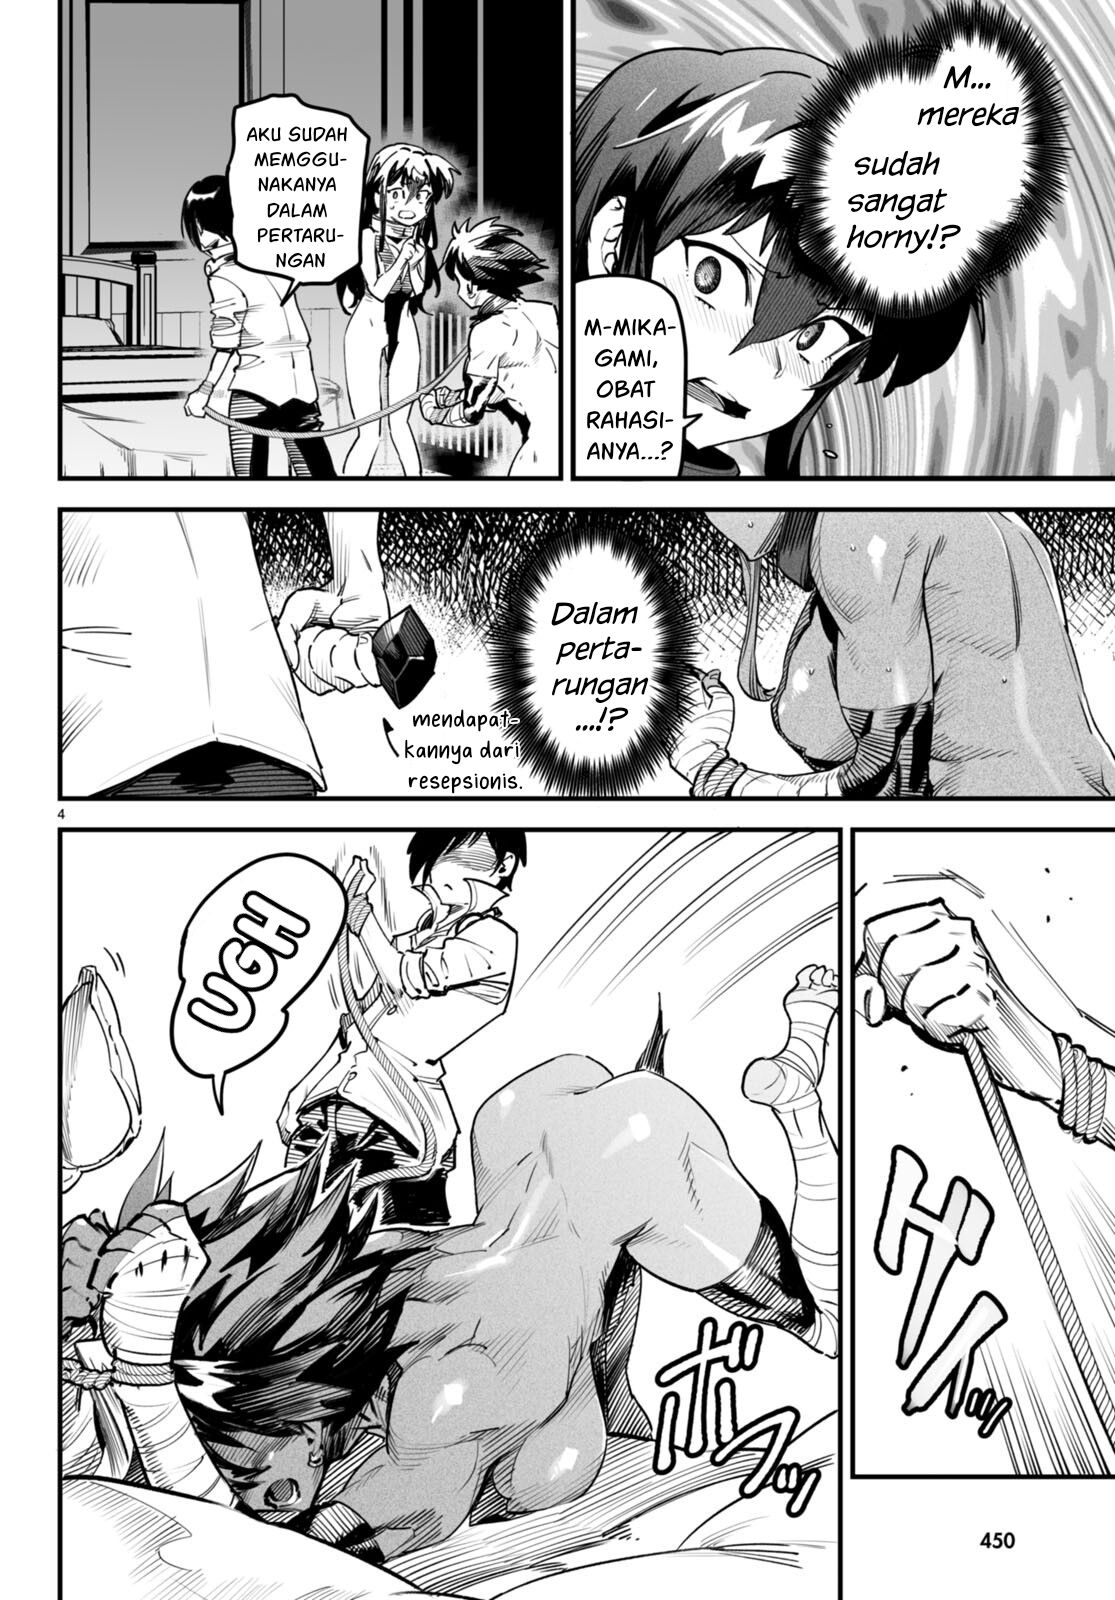 M...
mereka
sudah
sangat
horny!?
M-MIKA-
GAMI,
OBAT
RAHASI-
ANYA...?
AKU SUDAH
MEMGGU-
NAKANYA
DALAM
PERTARU-
NGAN
Dalam
perta-
rungan
...!?
mendapat-
kannya dari
resepsionis.
4
グイッ
UGH
ボフッ
450